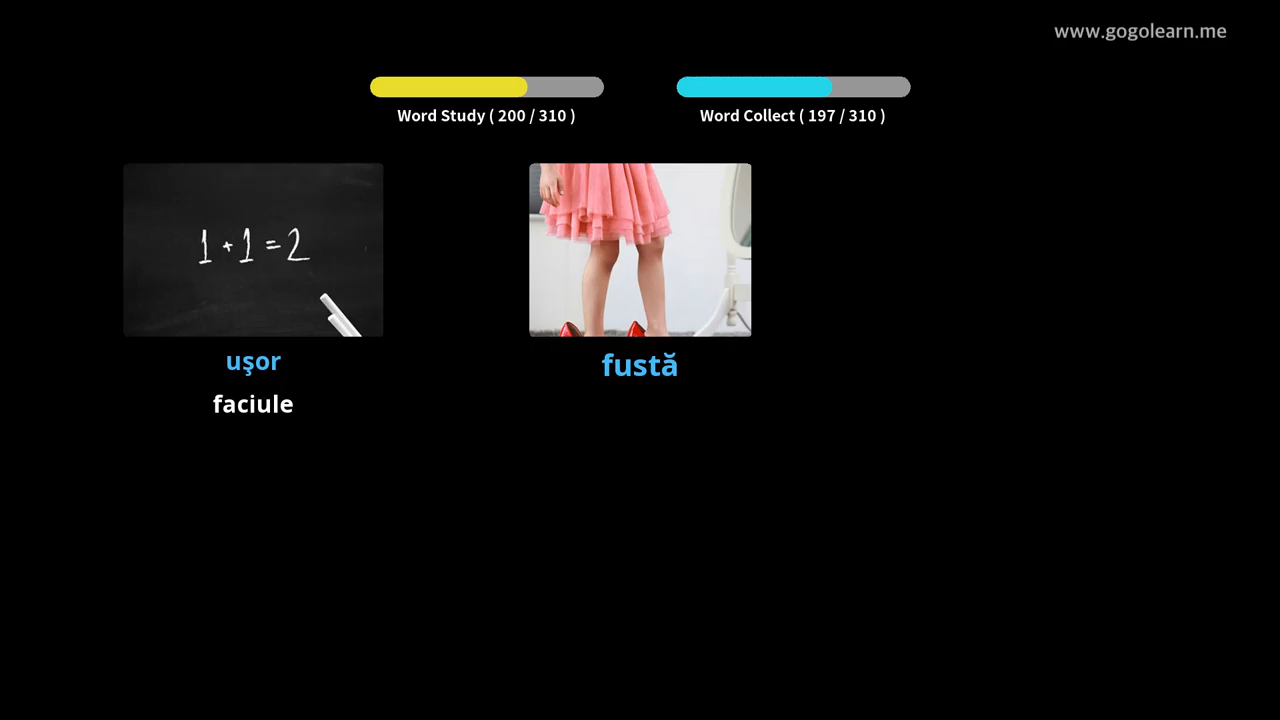 www.gogolearn.me
Word Study ( 200 / 310 )
Word Collect ( 197 / 310 )
1 + 1 = 2
uşor
fustă
faciule